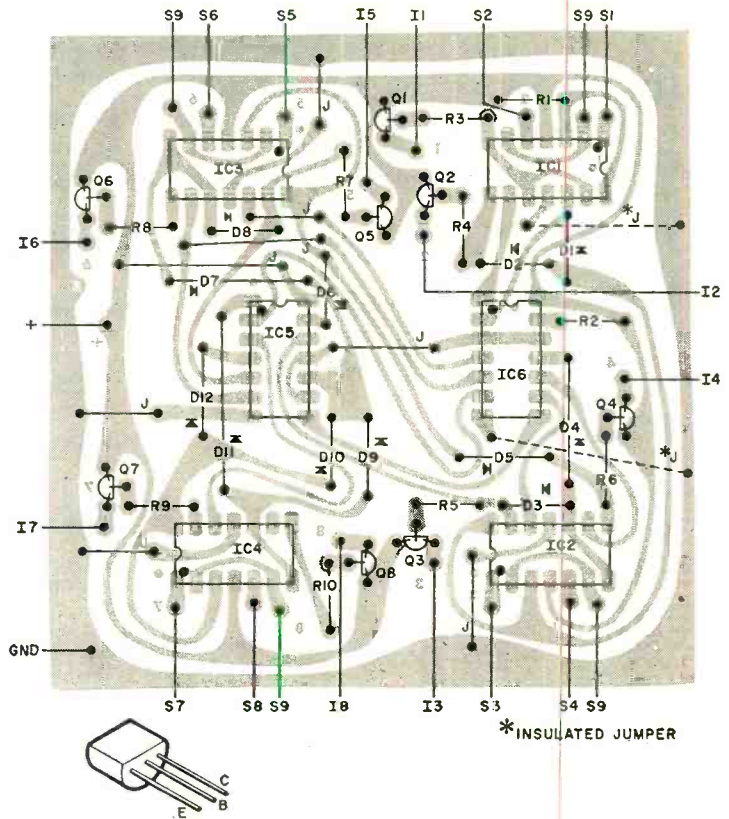 S9 S6 S5 I5 I1 S2 S9 S1
J Q1 R3 R1
IC3 IC1
Q6 R7 Q2
R8 D8 J Q5 R4 *J
I6 J D2 D1
D7 D6 I2
+ IC5 IC6 R2
J I4
D12 Q4
J D4
D11 D10 D9 D5 *J
Q7 R6
R9 R5 D3
I7
J IC4 Q3 IC2
R10 Q8
J
GND
S7 S8 S9 I8 I3 S3 S4 S9
*INSULATED JUMPER
C
B
E